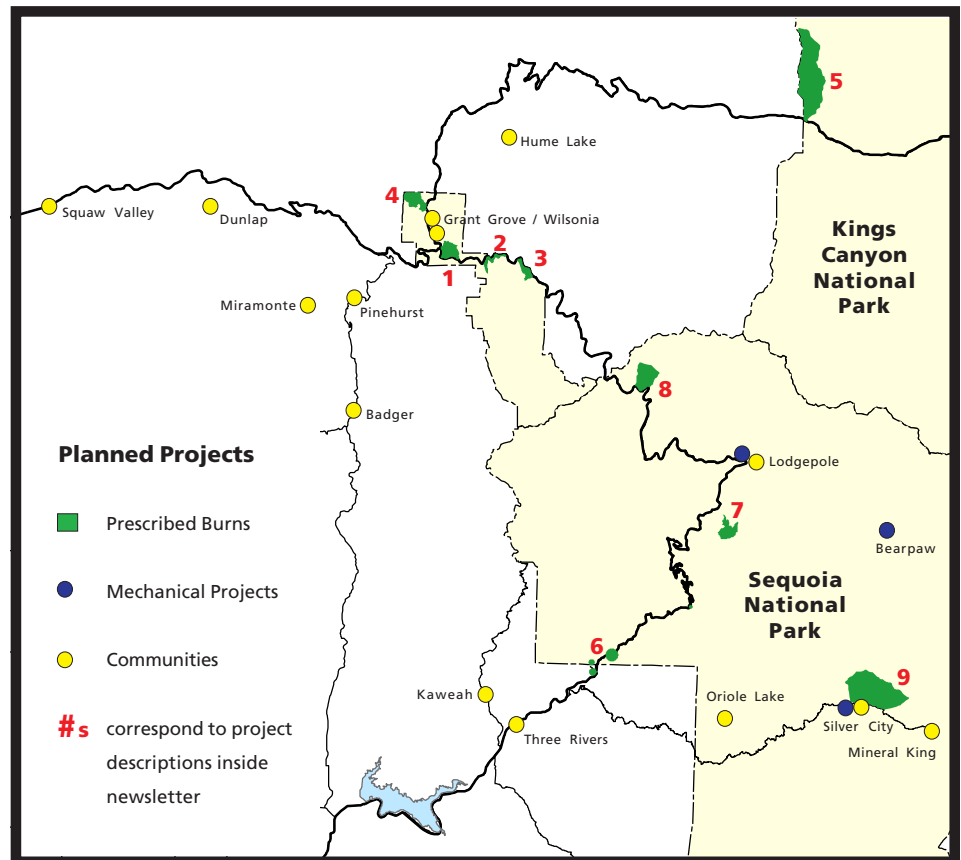 5
Hume Lake
4
Squaw Valley
Dunlap
Grant Grove / Wilsonia
2
3
1
Kings
Canyon
National
Park
Miramonte
Pinehurst
8
Badger
Planned Projects
Lodgepole
Prescribed Burns
7
Bearpaw
Mechanical Projects
Sequoia
National
Park
Communities
6
9
Kaweah
Oriole Lake
#s correspond to project
descriptions inside
newsletter
Three Rivers
Silver City
Mineral King